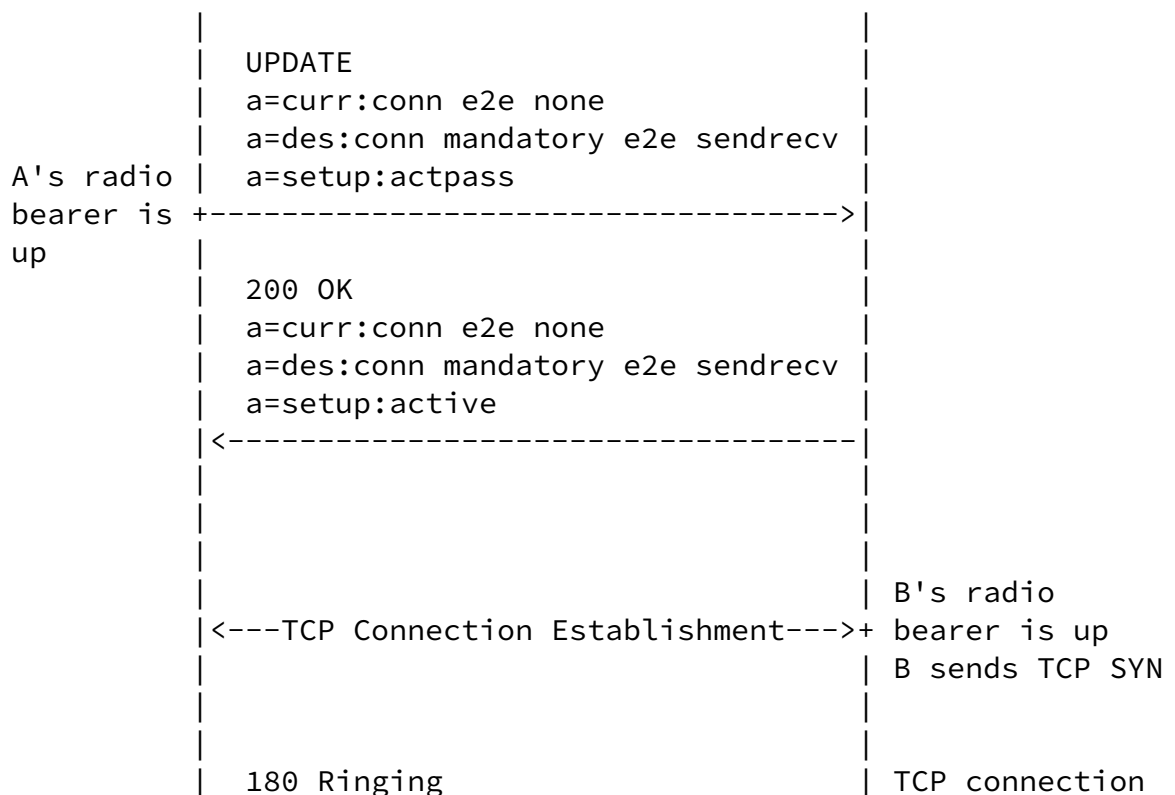 UPDATE
a=curr:conn e2e none
a=des:conn mandatory e2e sendrecv
A's radio a=setup:actpass
bearer is
up
200 OK
a=curr:conn e2e none
a=des:conn mandatory e2e sendrecv
a=setup:active
B's radio
<---TCP Connection Establishment--->+ bearer is up
B sends TCP SYN
180 Ringing TCP connection